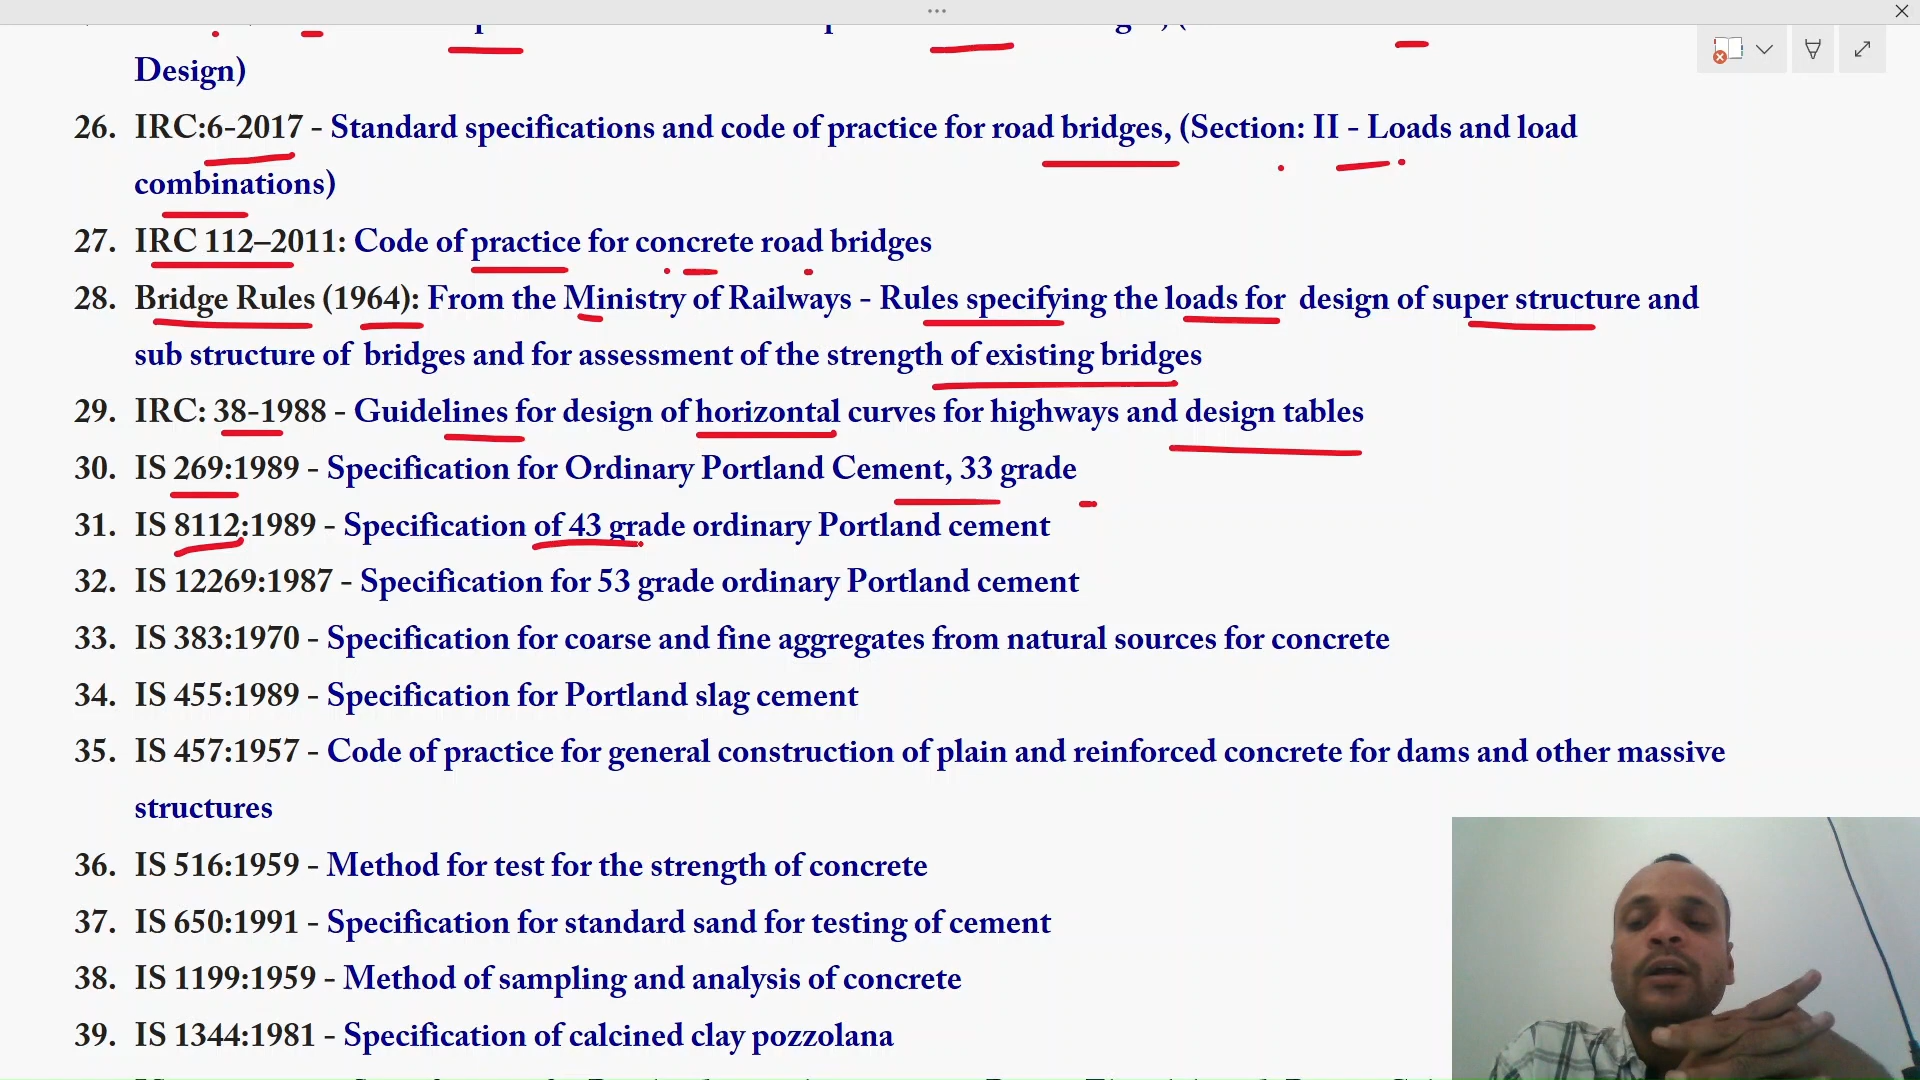 Design)
26. IRC:6-2017 - Standard specifications and code of practice for road bridges, (Section: II - Loads and load
combinations)
27. IRC 112–2011: Code of practice for concrete road bridges
28. Bridge Rules (1964): From the Ministry of Railways - Rules specifying the loads for design of super structure and
sub structure of bridges and for assessment of the strength of existing bridges
29. IRC: 38-1988 - Guidelines for design of horizontal curves for highways and design tables
30. IS 269:1989 - Specification for Ordinary Portland Cement, 33 grade
31. IS 8112:1989 - Specification of 43 grade ordinary Portland cement
32. IS 12269:1987 - Specification for 53 grade ordinary Portland cement
33. IS 383:1970 - Specification for coarse and fine aggregates from natural sources for concrete
34. IS 455:1989 - Specification for Portland slag cement
35. IS 457:1957 - Code of practice for general construction of plain and reinforced concrete for dams and other massive
structures
36. IS 516:1959 - Method for test for the strength of concrete
37. IS 650:1991 - Specification for standard sand for testing of cement
38. IS 1199:1959 - Method of sampling and analysis of concrete
39. IS 1344:1981 - Specification of calcined clay pozzolana